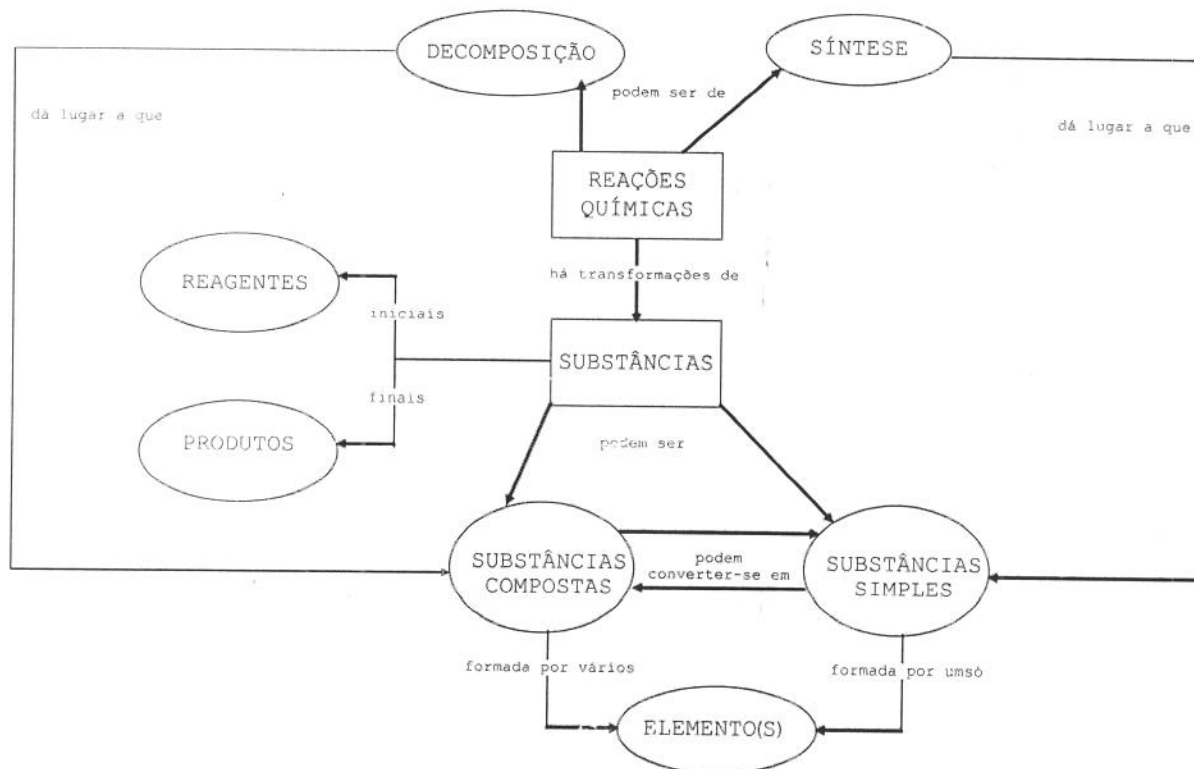 DECOMPOSIÇÃO
SÍNTESE
podem ser de
dá lugar a que
dá lugar a que
REAÇÕES
QUÍMICAS
REAGENTES
há transformações de
iniciais
SUBSTÂNCIAS
finais
PRODUTOS
podem ser
SUBSTÂNCIAS
COMPOSTAS
podem
converter-se em
SUBSTÂNCIAS
SIMPLES
formada por vários
formada por umsó
ELEMENTO(S)